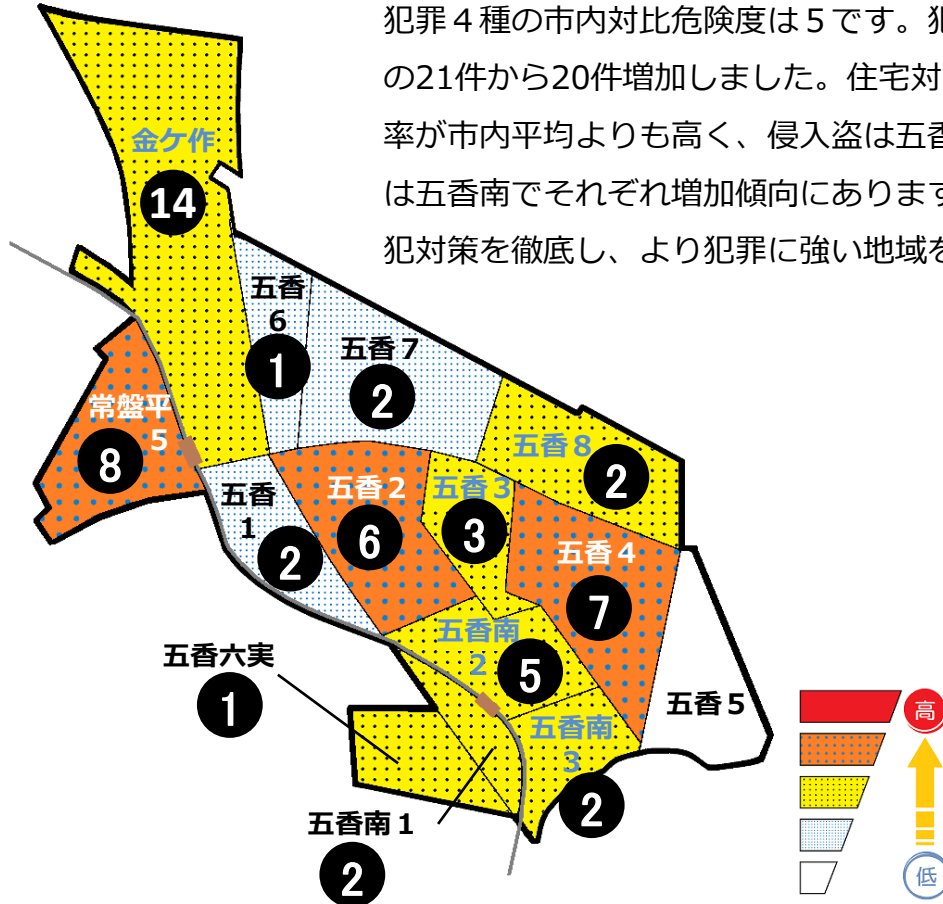 犯罪４種の市内対比危険度は５です。犯
の21件から20件増加しました。住宅対
率が市内平均よりも高く、侵入盗は五香
は五香南でそれぞれ増加傾向にあります
犯対策を徹底し、より犯罪に強い地域を
金ケ作
14
五香
6
1
五香７
2
常盤平
5
8
五香８
2
五香
1
2
五香２
6
五香３
3
五香４
7
五香南
2
5
五香５
五香六実
1
五香南
3
2
五香南１
2
高
低